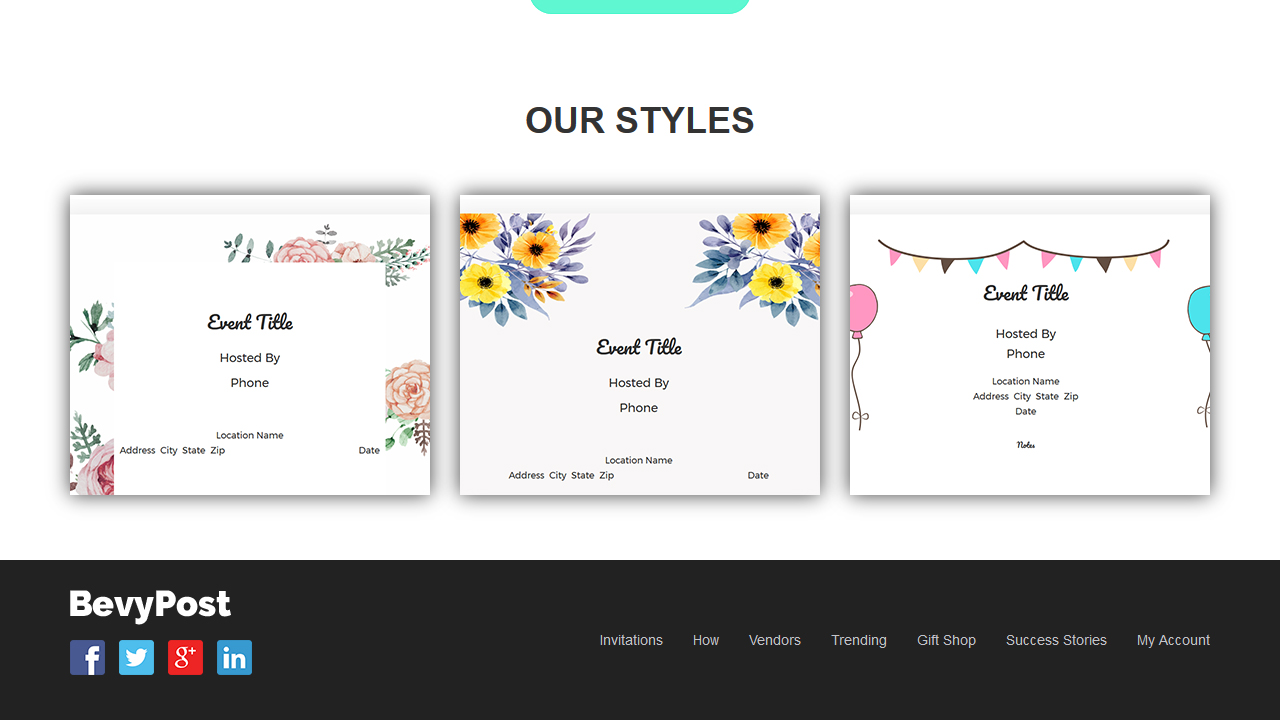 OUR STYLES
Event Title
Hosted By
Phone
Location Name
Address City State Zip Date
Event Title
Hosted By
Phone
Location Name
Address City State Zip Date
Event Title
Hosted By
Phone
Location Name
Address City State Zip
Date
Notes
BevyPost
f
g+
in
Invitations How Vendors Trending Gift Shop Success Stories My Account